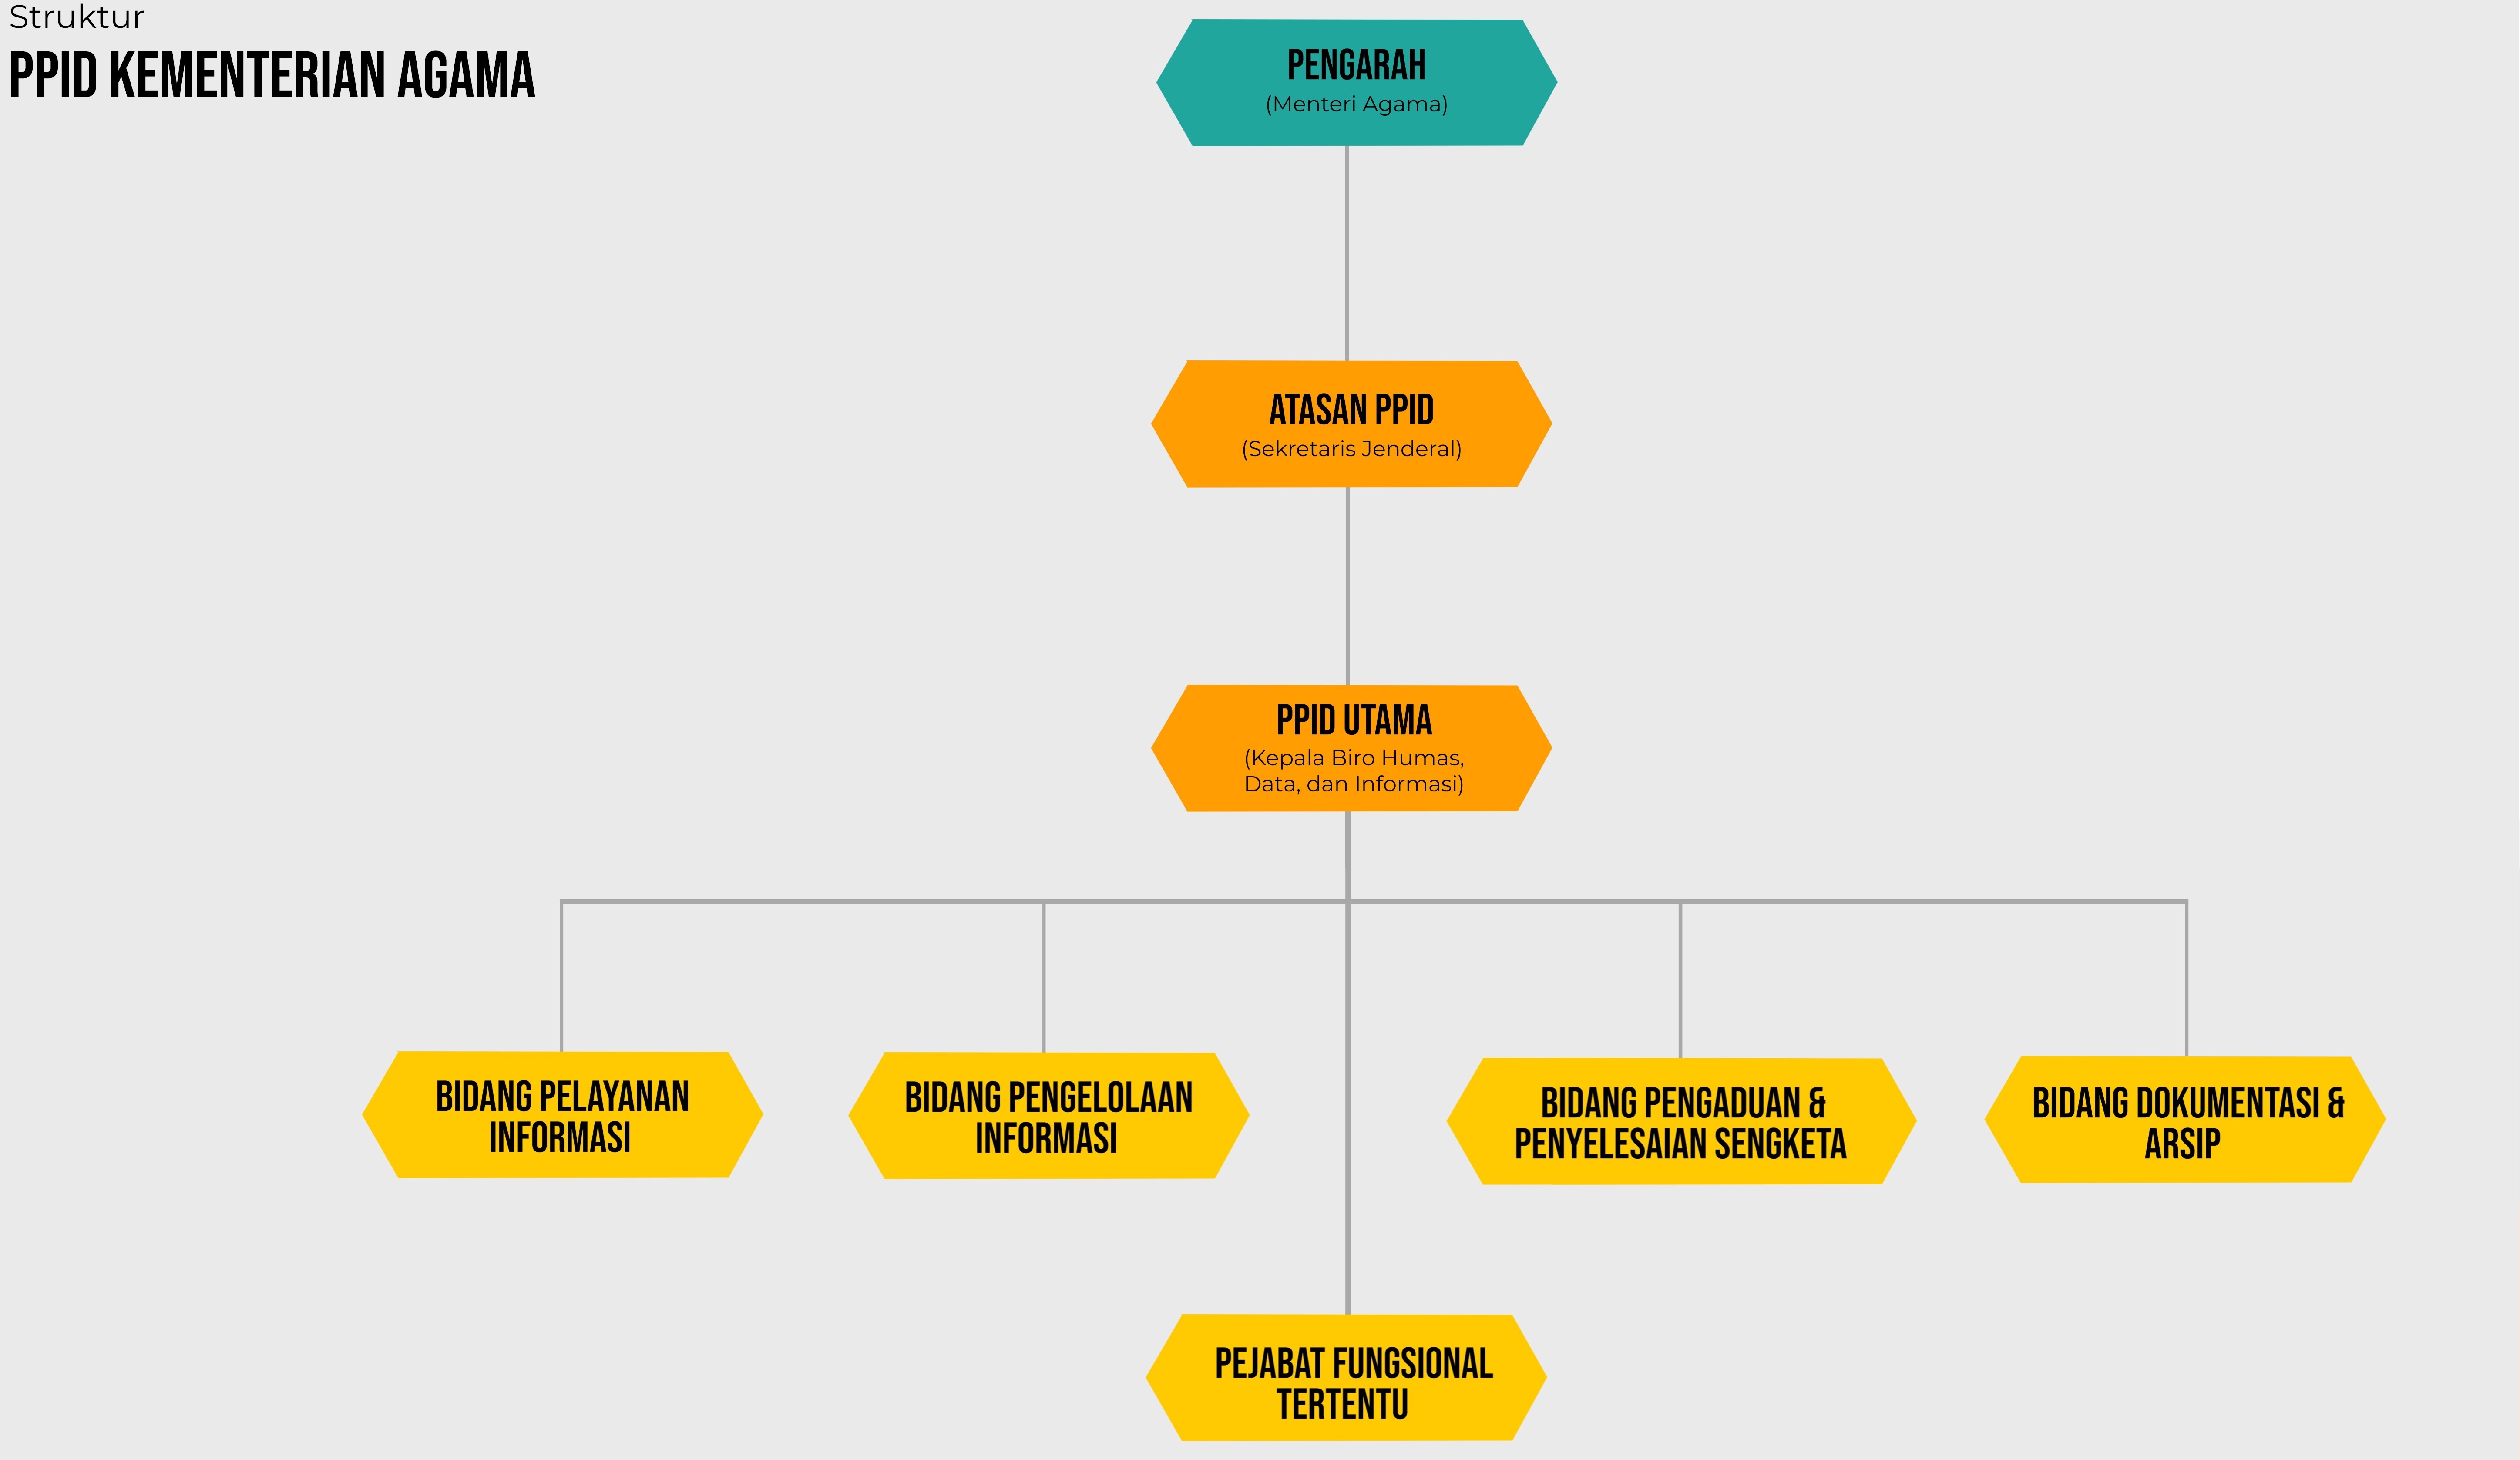 Struktur
PPID KEMENTERIAN AGAMA
PENGARAH
(Menteri Agama)
ATASAN PPID
(Sekretaris Jenderal)
PPID UTAMA
(Kepala Biro Humas,
Data, dan Informasi)
BIDANG PELAYANAN
INFORMASI
BIDANG PENGELOLAAN
INFORMASI
BIDANG PENGADUAN &
PENYELESAIAN SENGKETA
BIDANG DOKUMENTASI &
ARSIP
PEJABAT FUNGSIONAL
TERTENTU